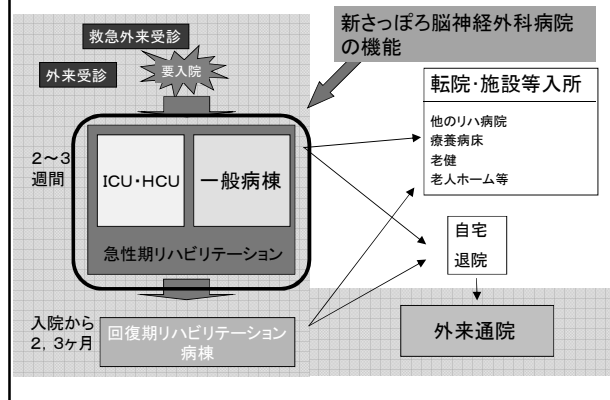 救急外来受診
外来受診
要入院
新さっぽろ脳神経外科病院
の機能
2～3
週間
ICU・HCU
一般病棟
急性期リハビリテーション
転院・施設等入所
他のリハ病院
療養病床
老健
老人ホーム等
自宅
退院
入院から
2，3ヶ月
回復期リハビリテーション
病棟
外来通院